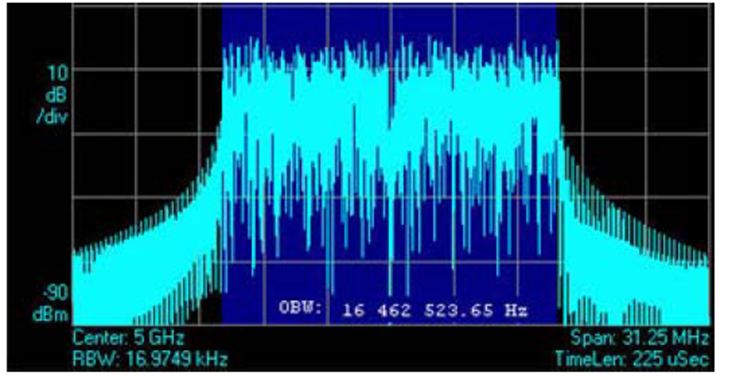 10
dB
/div
-90
dBm
OBW: 16 462 523.65 Hz
Center: 5 GHz
Span: 31.25 MHz
RBW: 16.9749 kHz
TimeLen: 225 uSec